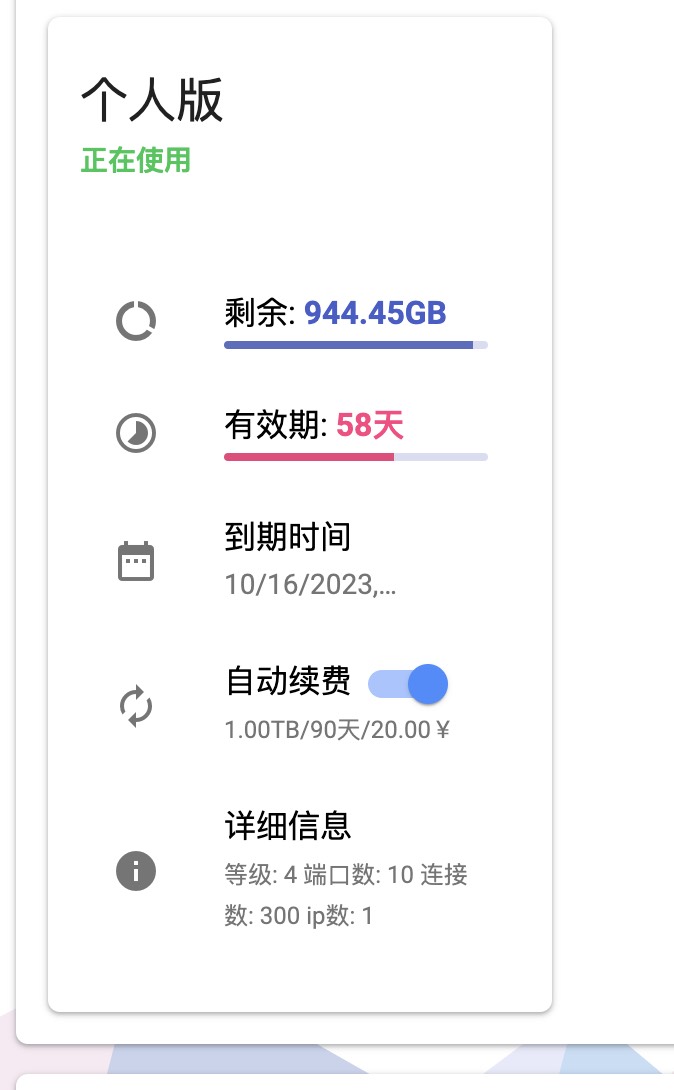 个人版
正在使用
剩余: 944.45GB
有效期: 58天
到期时间
10/16/2023,...
自动续费
1.00TB/90天/20.00￥
详细信息
等级: 4 端口数: 10 连接
数: 300 ip数: 1